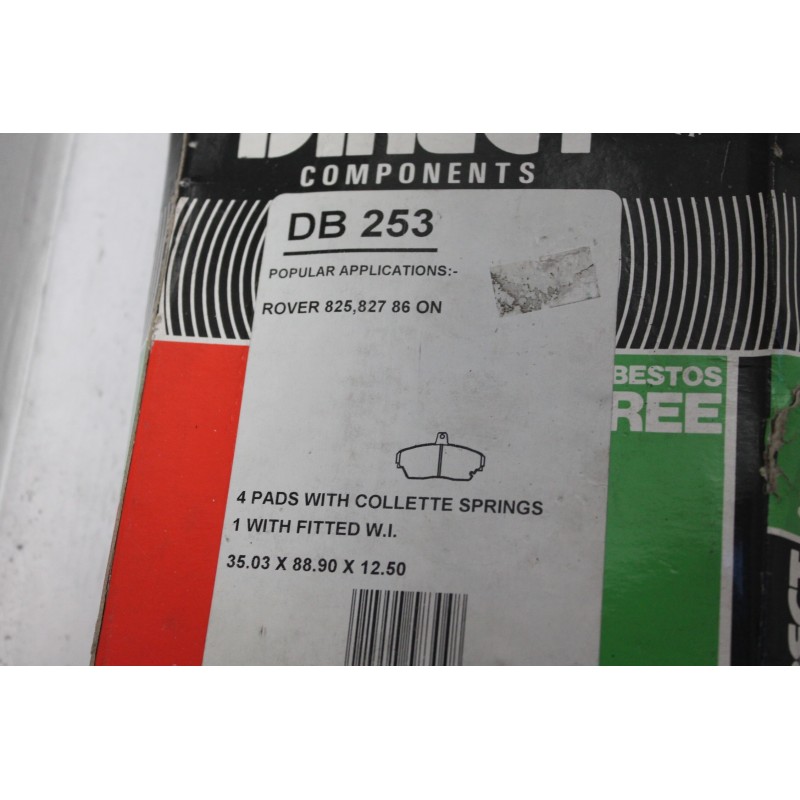 DIRECT
COMPONENTS
DB 253
POPULAR APPLICATIONS:-
ROVER 825,827 86 ON
BESTOS
REE
4 PADS WITH COLLETTE SPRINGS
1 WITH FITTED W.I.
35.03 X 88.90 X 12.50